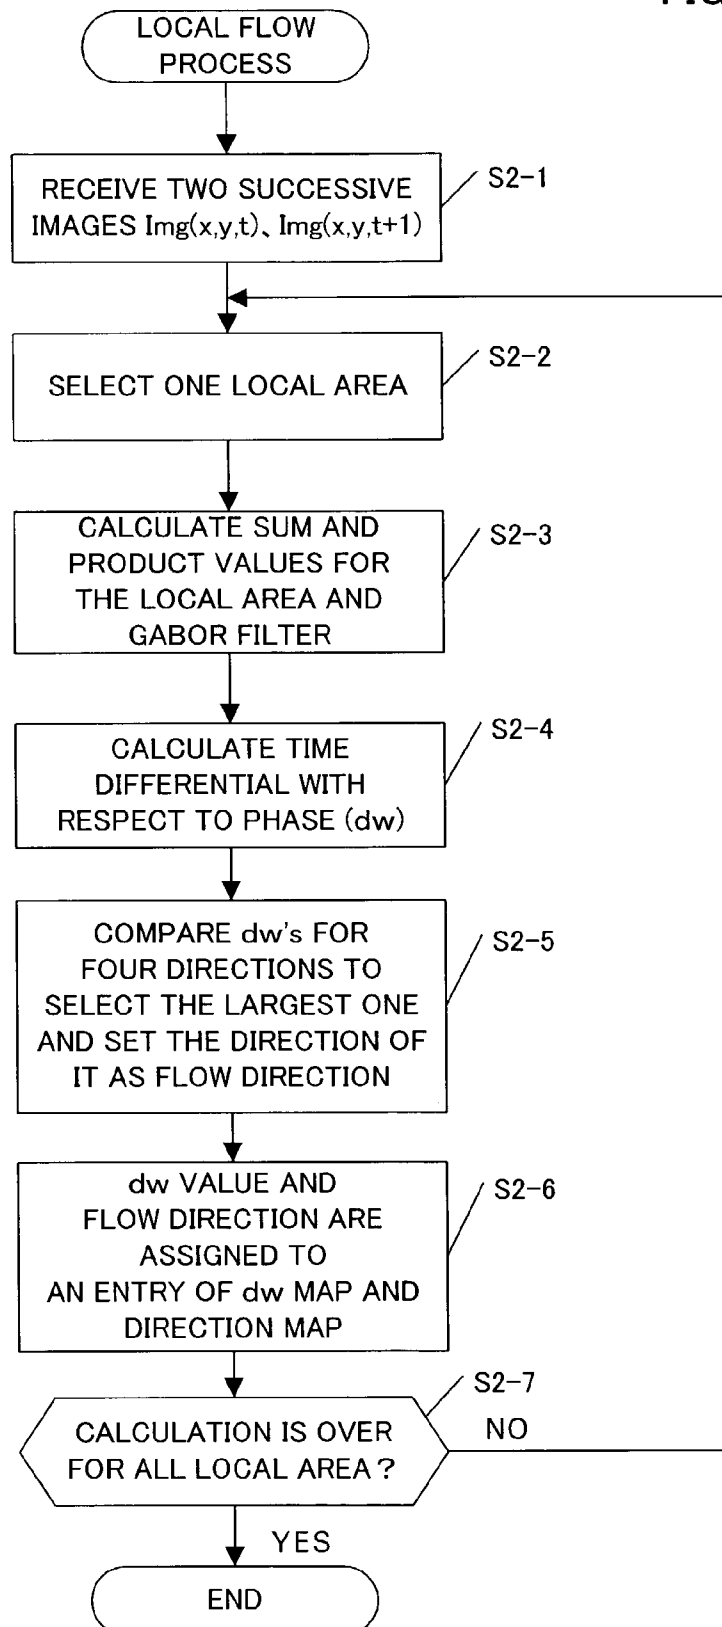 LOCAL FLOW
PROCESS
S2-1
RECEIVE TWO SUCCESSIVE
IMAGES Img(x,y,t)、Img(x,y,t+1)
S2-2
SELECT ONE LOCAL AREA
S2-3
CALCULATE SUM AND
PRODUCT VALUES FOR
THE LOCAL AREA AND
GABOR FILTER
S2-4
CALCULATE TIME
DIFFERENTIAL WITH
RESPECT TO PHASE (dw)
S2-5
COMPARE dw's FOR
FOUR DIRECTIONS TO
SELECT THE LARGEST ONE
AND SET THE DIRECTION OF
IT AS FLOW DIRECTION
S2-6
dw VALUE AND
FLOW DIRECTION ARE
ASSIGNED TO
AN ENTRY OF dw MAP AND
DIRECTION MAP
S2-7
CALCULATION IS OVER
FOR ALL LOCAL AREA?
NO
YES
END